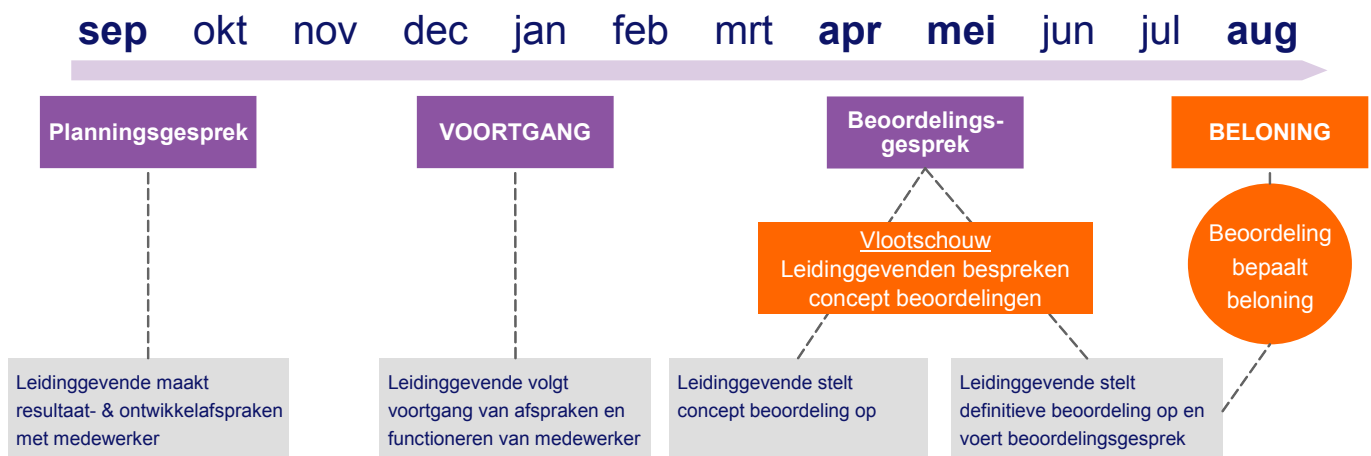 sep okt nov dec jan feb mrt apr mei jun jul aug
Planningsgesprek
VOORTGANG
Beoordelings-
gesprek
BELONING
Vlootschouw
Leidinggevenden bespreken
concept beoordelingen
Beoordeling
bepaalt
beloning
Leidinggevende maakt
resultaat- & ontwikkelafspraken
met medewerker
Leidinggevende volgt
voortgang van afspraken en
functioneren van medewerker
Leidinggevende stelt
concept beoordeling op
Leidinggevende stelt
definitieve beoordeling op en
voert beoordelingsgesprek